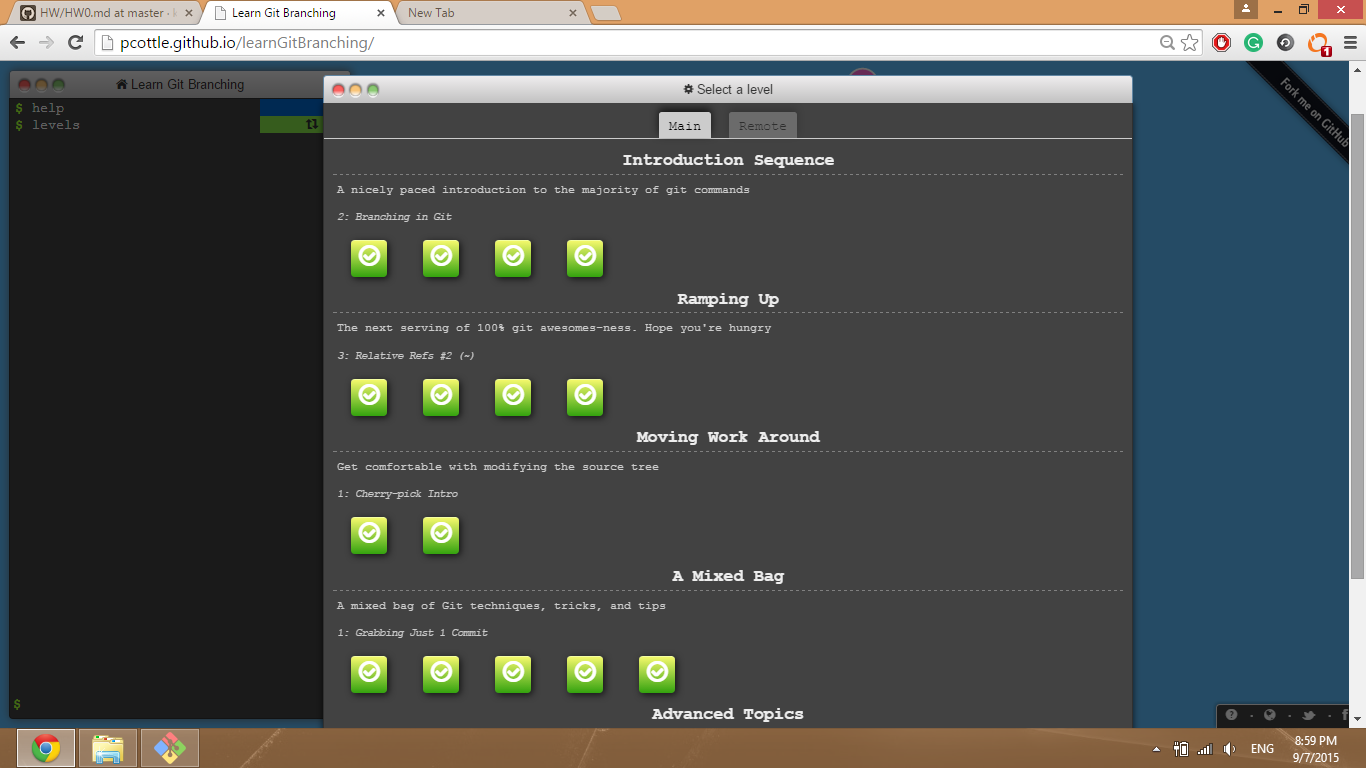 HW/HW0.md at master · k
Learn Git Branching
New Tab
pcottle.github.io/learnGitBranching/
1
Learn Git Branching
$ help
$ levels
$
Select a level
Main
Remote
Introduction Sequence
A nicely paced introduction to the majority of git commands
2: Branching in Git
Ramping Up
The next serving of 100% git awesomes-ness. Hope you're hungry
3: Relative Refs #2 (~)
Moving Work Around
Get comfortable with modifying the source tree
1: Cherry-pick Intro
A Mixed Bag
A mixed bag of Git techniques, tricks, and tips
1: Grabbing Just 1 Commit
Advanced Topics
Fork me on GitHub
ENG
8:59 PM
9/7/2015